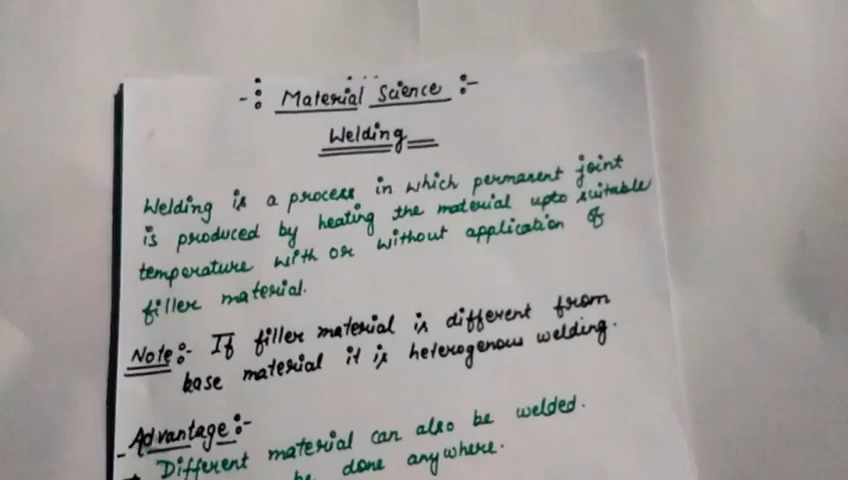 -: Material Science :-
Welding
Welding is a process in which permanent joint
is produced by heating the material upto suitable
temperature with or without application of
filler material.
Note:- If filler material is different from
base material it is heterogenous welding.
Advantage:-
Different material can also be welded.
be done anywhere.